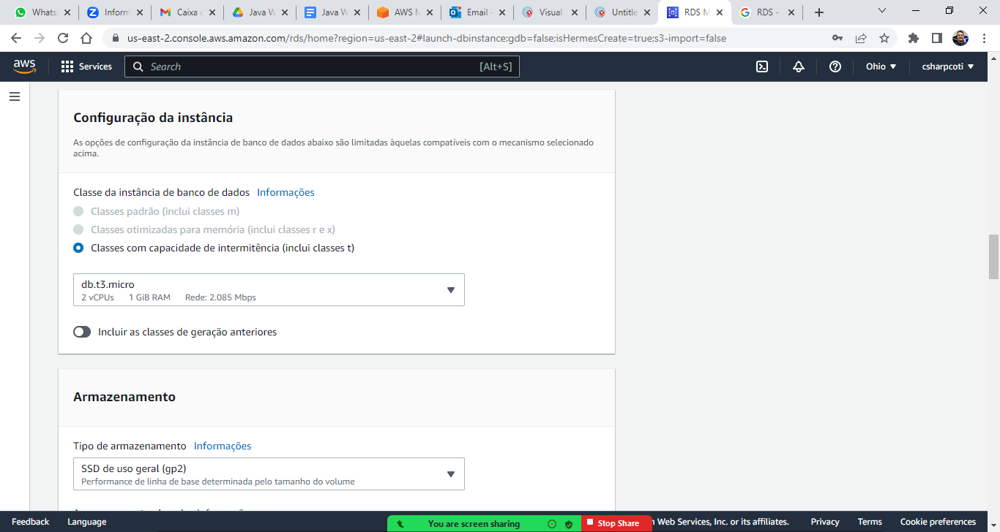 Whats
Inform
Caixa
Java W
Java W
AWS M
Email -
Visual
Untitle
RDS M
RDS -
us-east-2.console.aws.amazon.com/rds/home?region=us-east-2#launch-dbinstance:gdb=false;isHermesCreate=true;s3-import=false
aws
Services
Search
[Alt+S]
Ohio
csharpcoti
Configuração da instância
As opções de configuração da instância de banco de dados abaixo são limitadas àquelas compatíveis com o mecanismo selecionado
acima.
Classe da instância de banco de dados Informações
Classes padrão (inclui classes m)
Classes otimizadas para memória (inclui classes r e x)
Classes com capacidade de intermitência (inclui classes t)
db.t3.micro
2 vCPUs 1 GiB RAM Rede: 2.085 Mbps
Incluir as classes de geração anteriores
Armazenamento
Tipo de armazenamento Informações
SSD de uso geral (gp2)
Performance de linha de base determinada pelo tamanho do volume
Feedback
Language
You are screen sharing
Stop Share
Web Services, Inc. or its affiliates.
Privacy
Terms
Cookie preferences